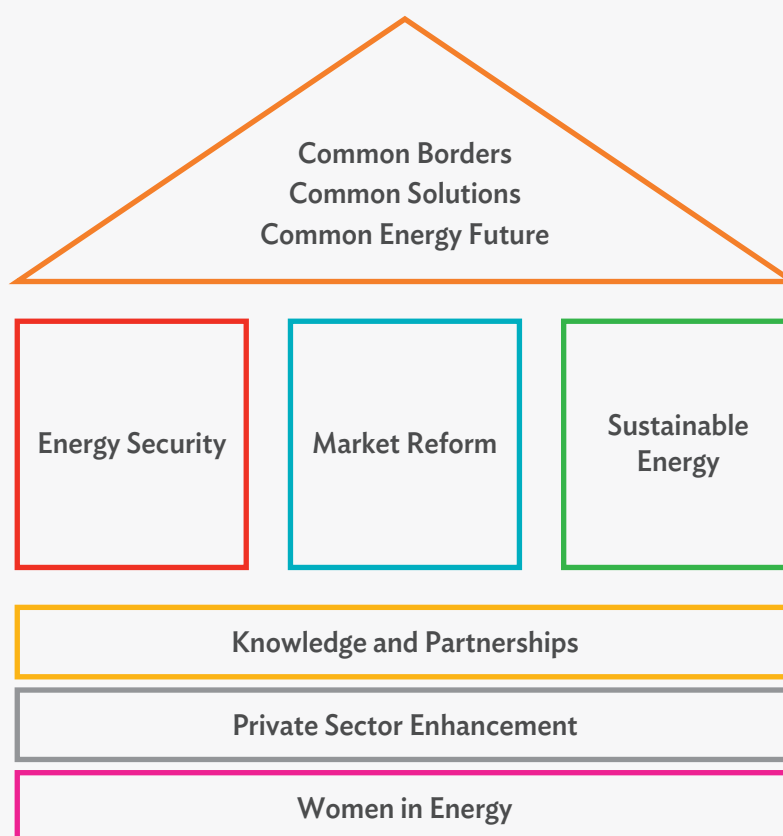 Common Borders
Common Solutions
Common Energy Future
Energy Security
Market Reform
Sustainable
Energy
Knowledge and Partnerships
Private Sector Enhancement
Women in Energy